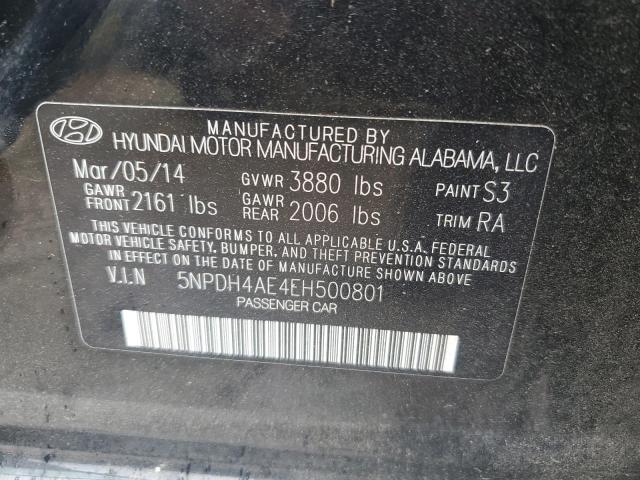 MANUFACTURED BY
HYUNDAI MOTOR MANUFACTURING ALABAMA, LLC
Mar/05/14 GVWR 3880 lbs PAINT S3
GAWR FRONT 2161 lbs GAWR REAR 2006 lbs TRIM RA
THIS VEHICLE CONFORMS TO ALL APPLICABLE U.S.A. FEDERAL
MOTOR VEHICLE SAFETY, BUMPER, AND THEFT PREVENTION STANDARDS
IN EFFECT ON THE DATE OF MANUFACTURE SHOWN ABOVE
V.I.N 5NPDH4AE4EH500801
PASSENGER CAR